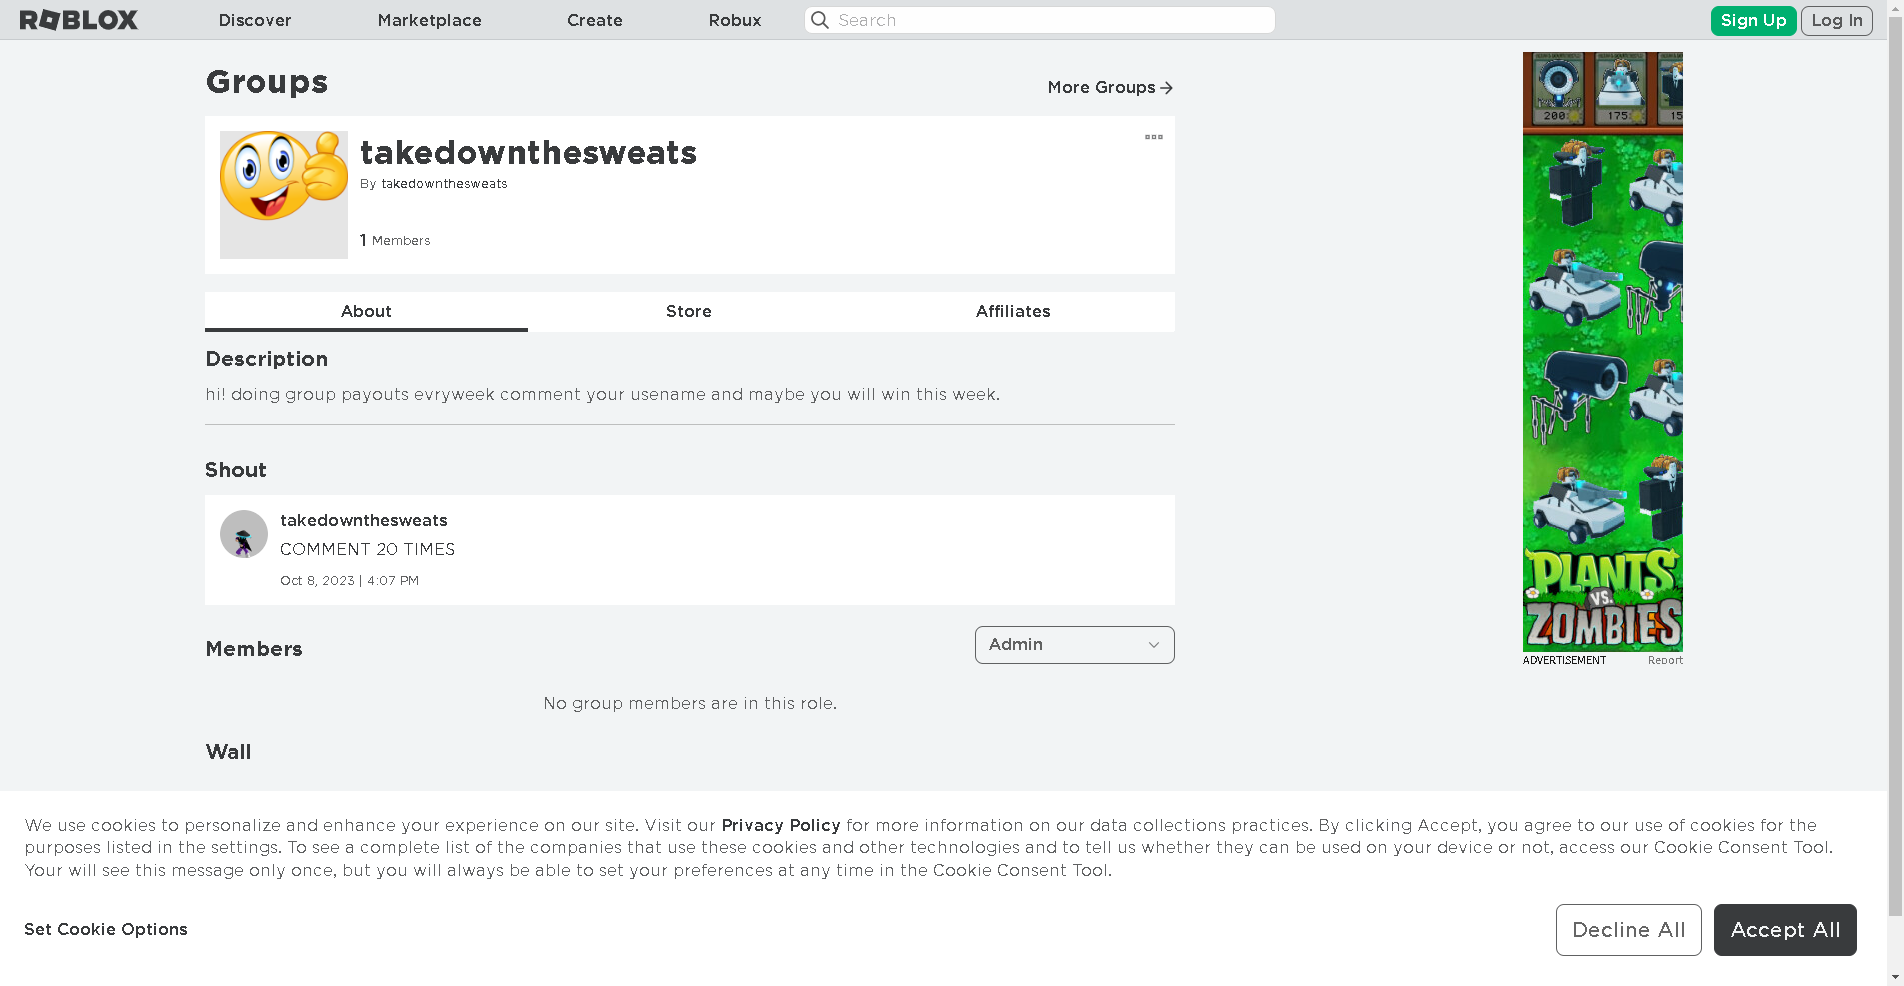 ROBLOX Discover Marketplace Create Robux Search Sign Up Log In
Groups
More Groups
takedownthesweats
By takedownthesweats
1 Members
About Store Affiliates
Description
hi! doing group payouts evryweek comment your usename and maybe you will win this week.
Shout
takedownthesweats
COMMENT 20 TIMES
Oct 8, 2023 | 4:07 PM
Members
Admin
No group members are in this role.
Wall
200 175 15
PLANTS
VS.
ZOMBIES
ADVERTISEMENT Report
We use cookies to personalize and enhance your experience on our site. Visit our Privacy Policy for more information on our data collections practices. By clicking Accept, you agree to our use of cookies for the
purposes listed in the settings. To see a complete list of the companies that use these cookies and other technologies and to tell us whether they can be used on your device or not, access our Cookie Consent Tool.
Your will see this message only once, but you will always be able to set your preferences at any time in the Cookie Consent Tool.
Set Cookie Options
Decline All
Accept All